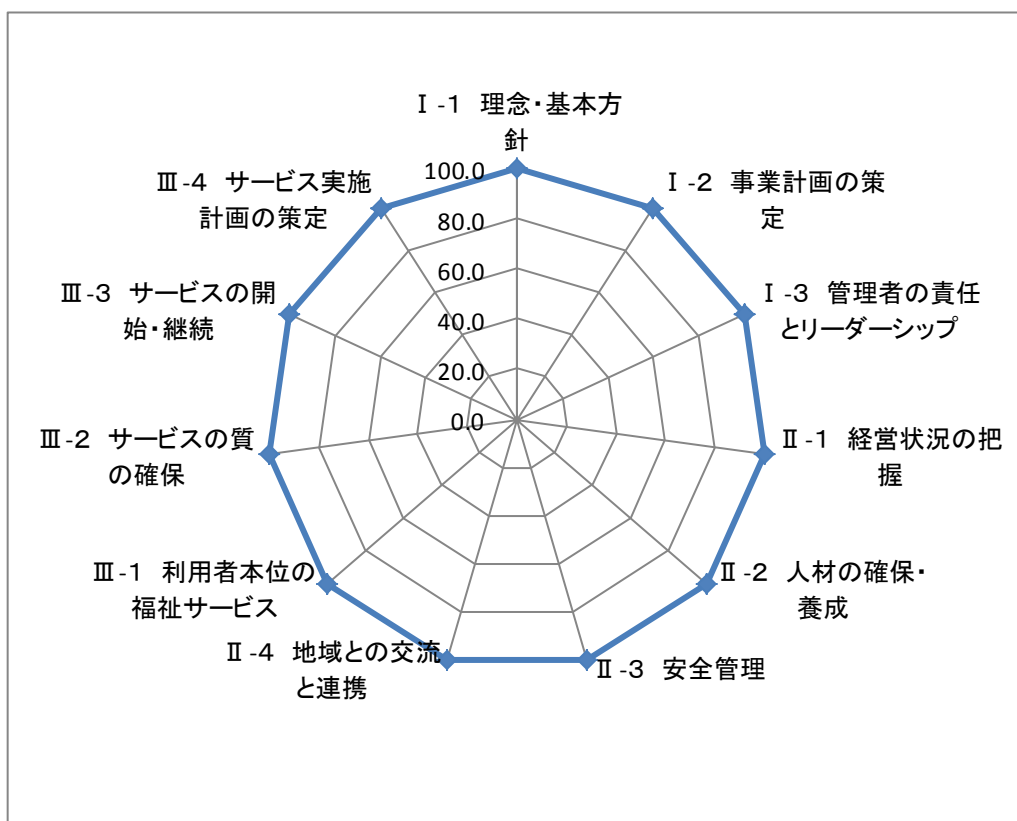 Ⅰ-1 理念・基本方
針
Ⅰ-2 事業計画の策
定
Ⅰ-3 管理者の責任
とリーダーシップ
Ⅱ-1 経営状況の把
握
Ⅱ-2 人材の確保・
養成
Ⅱ-3 安全管理
Ⅱ-4 地域との交流
と連携
Ⅲ-1 利用者本位の
福祉サービス
Ⅲ-2 サービスの質
の確保
Ⅲ-3 サービスの開
始・継続
Ⅲ-4 サービス実施
計画の策定
100.0
80.0
60.0
40.0
20.0
0.0